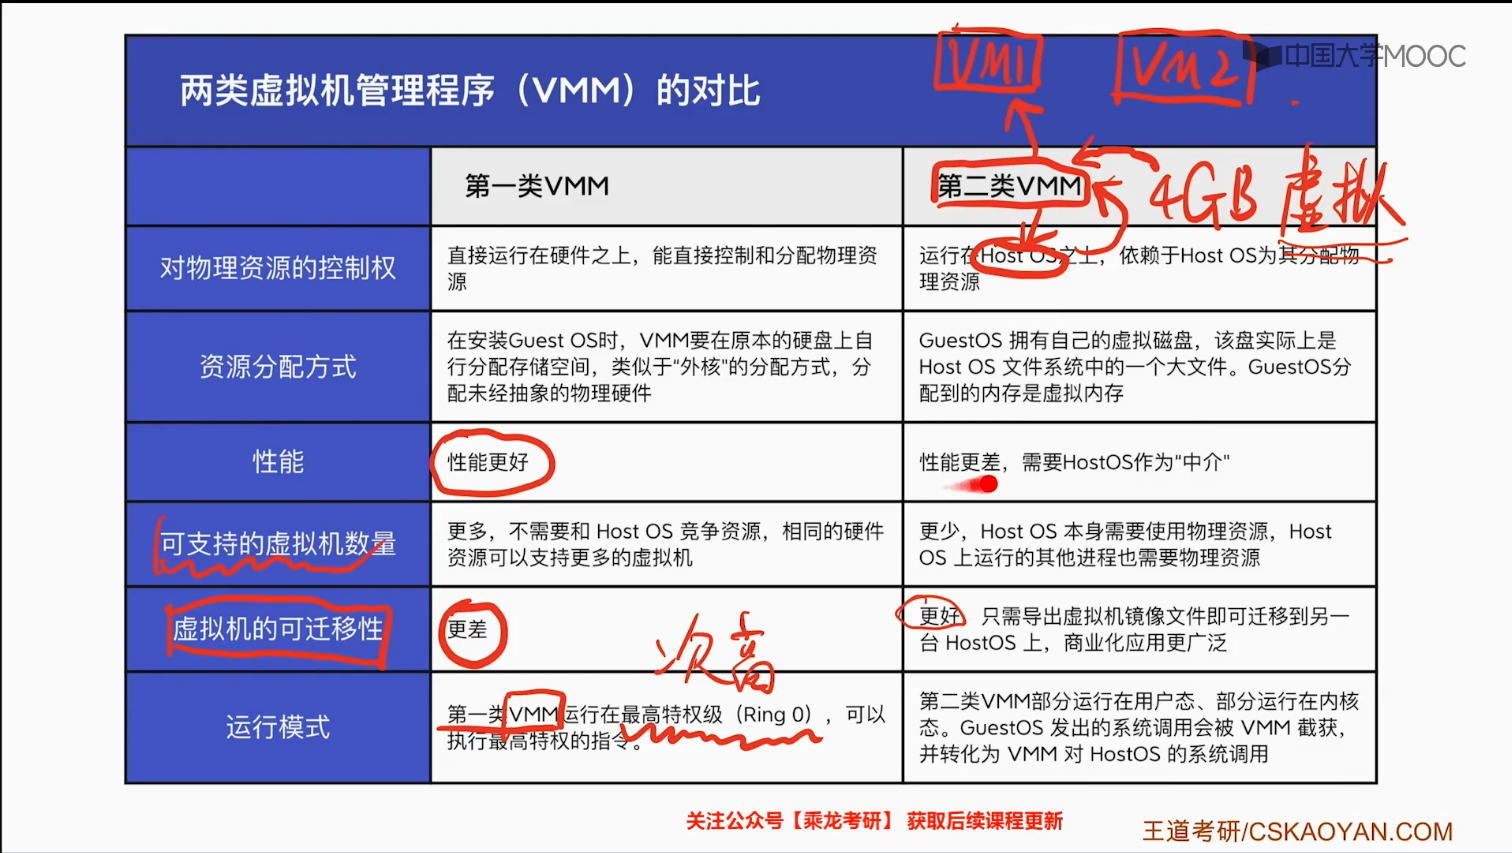 VM1
VM2
中国大学MOOC
两类虚拟机管理程序（VMM）的对比
第一类VMM
第二类VMM
4GB 虚拟
对物理资源的控制权
直接运行在硬件之上，能直接控制和分配物理资
源
运行在Host OS之上，依赖于Host OS为其分配物
理资源
资源分配方式
在安装Guest OS时，VMM要在原本的硬盘上自
行分配存储空间，类似于“外核”的分配方式，分
配未经抽象的物理硬件
GuestOS 拥有自己的虚拟磁盘，该盘实际上是
Host OS 文件系统中的一个大文件。GuestOS分
配到的内存是虚拟内存
性能
性能更好
性能更差，需要HostOS作为"中介"
可支持的虚拟机数量
更多，不需要和 Host OS 竞争资源，相同的硬件
资源可以支持更多的虚拟机
更少，Host OS 本身需要使用物理资源，Host
OS 上运行的其他进程也需要物理资源
虚拟机的可迁移性
更差
次高
更好，只需导出虚拟机镜像文件即可迁移到另一
台 HostOS 上，商业化应用更广泛
运行模式
第一类VMM运行在最高特权级（Ring 0），可以
执行最高特权的指令。
第二类VMM部分运行在用户态、部分运行在内核
态。GuestOS 发出的系统调用会被 VMM 截获，
并转化为 VMM 对 HostOS 的系统调用
关注公众号【乘龙考研】 获取后续课程更新
王道考研/CSKAOYAN.COM